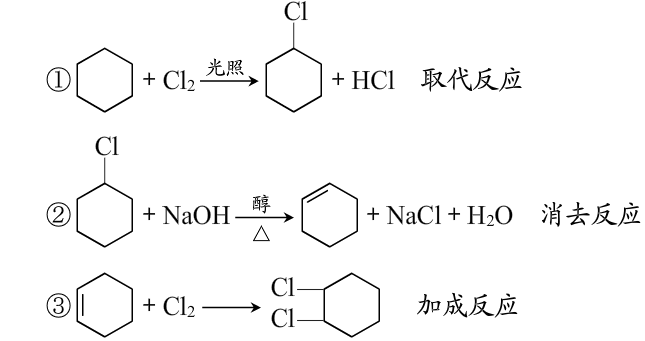 Cl
① + Cl₂ 光照 + HCl 取代反应
Cl
② + NaOH 醇 △ + NaCl + H₂O 消去反应
③ + Cl₂ Cl Cl 加成反应